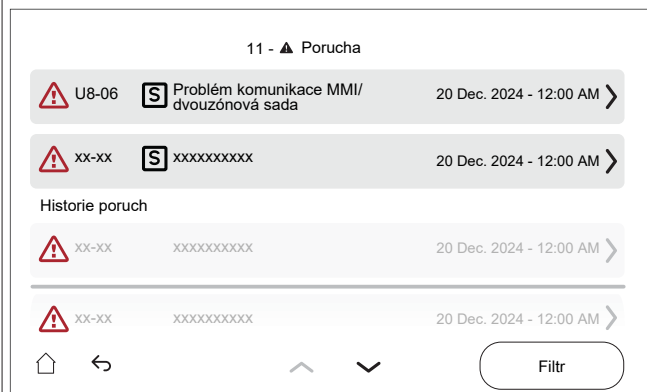 11 - Porucha
U8-06 S Problém komunikace MMI/
dvouzónová sada
20 Dec. 2024 - 12:00 AM
xx-xx S xxxxxxxxxx 20 Dec. 2024 - 12:00 AM
Historie poruch
xx-xx xxxxxxxxxx 20 Dec. 2024 - 12:00 AM
xx-xx xxxxxxxxxx 20 Dec. 2024 - 12:00 AM
Filtr